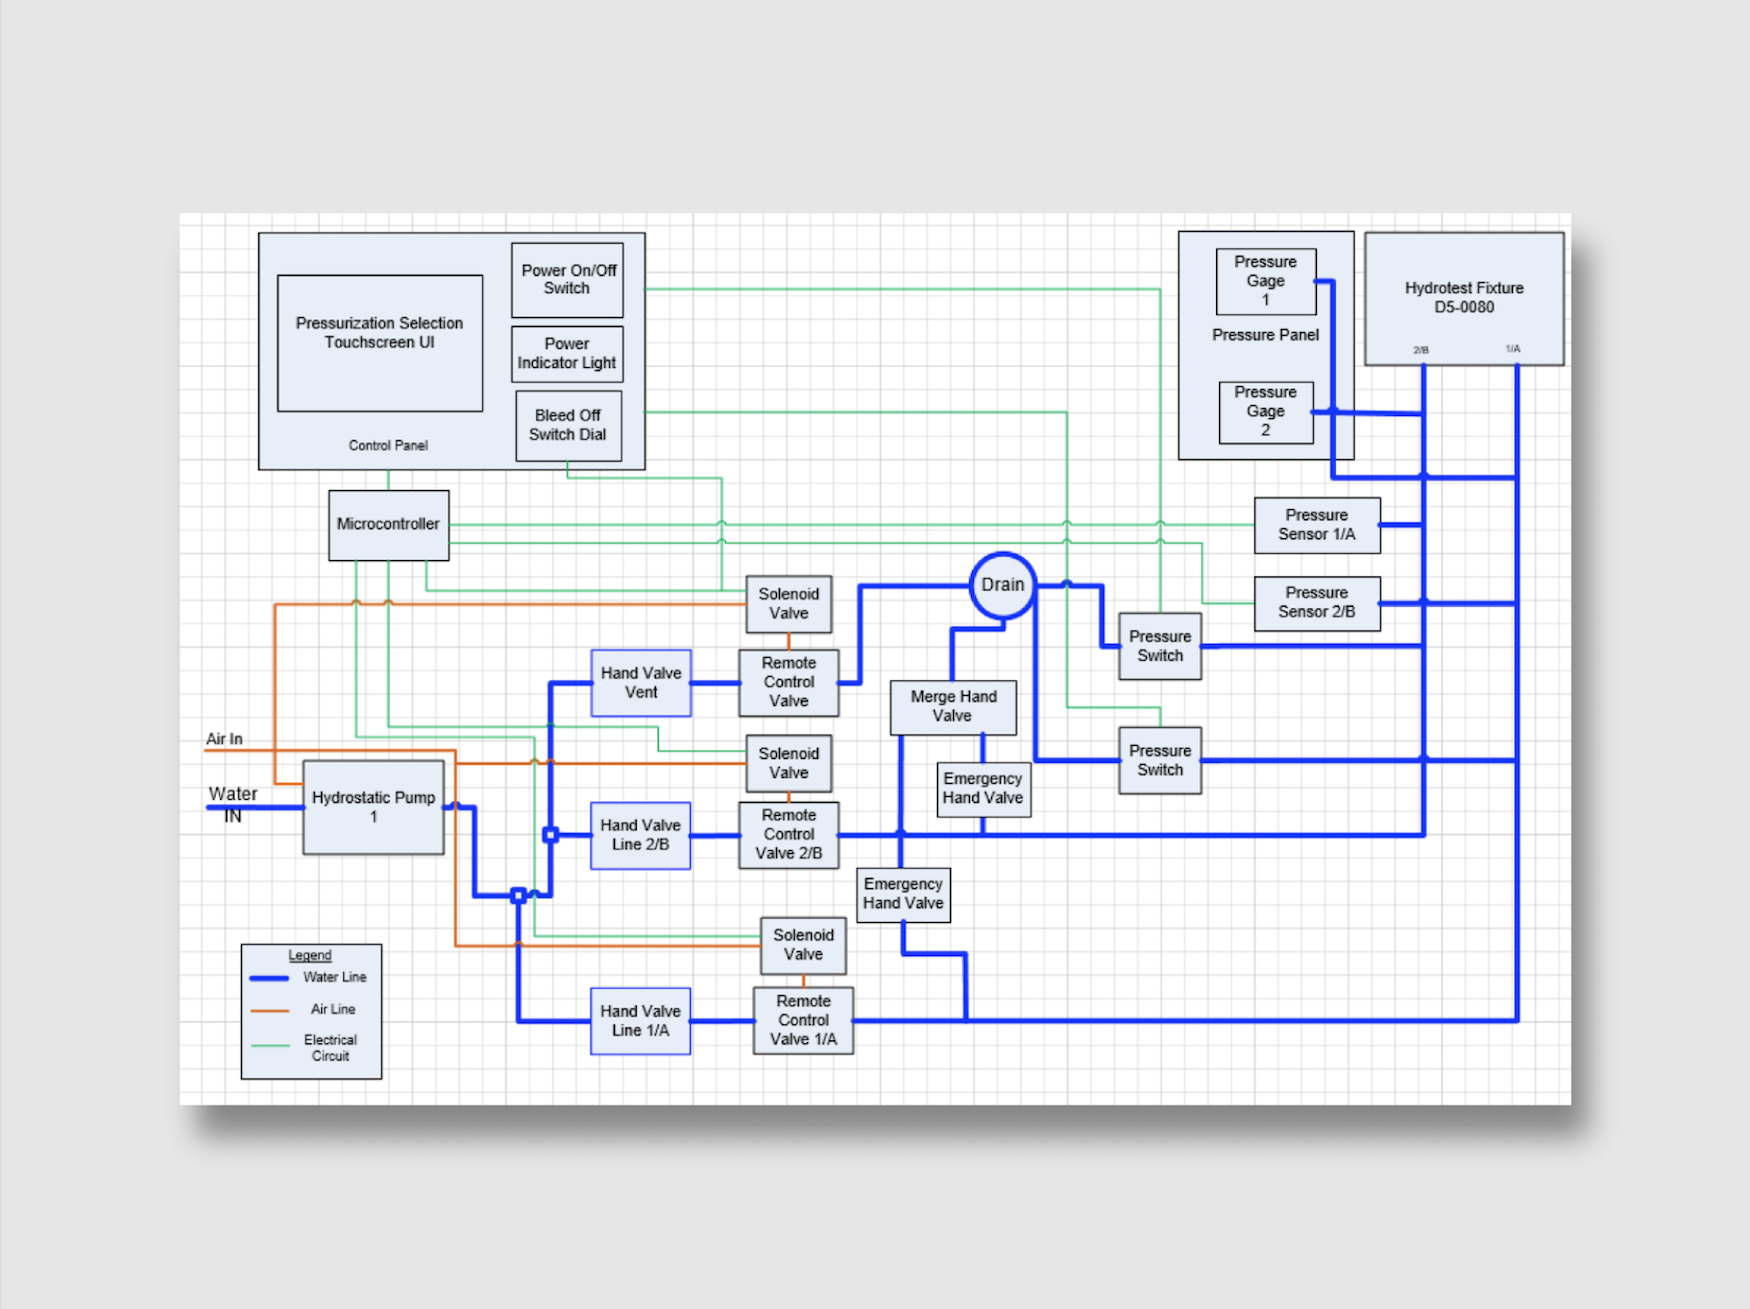 Power On/Off
Switch
Pressurization Selection
Touchscreen UI
Power
Indicator Light
Bleed Off
Switch Dial
Control Panel
Pressure
Gage
1
Pressure Panel
Pressure
Gage
2
Hydrotest Fixture
D5-0080
2/B
1/A
Microcontroller
Pressure
Sensor 1/A
Pressure
Sensor 2/B
Solenoid
Valve
Drain
Pressure
Switch
Hand Valve
Vent
Remote
Control
Valve
Merge Hand
Valve
Air In
Water
IN
Hydrostatic Pump
1
Solenoid
Valve
Emergency
Hand Valve
Pressure
Switch
Hand Valve
Line 2/B
Remote
Control
Valve 2/B
Emergency
Hand Valve
Solenoid
Valve
Hand Valve
Line 1/A
Remote
Control
Valve 1/A
Legend
Water Line
Air Line
Electrical
Circuit